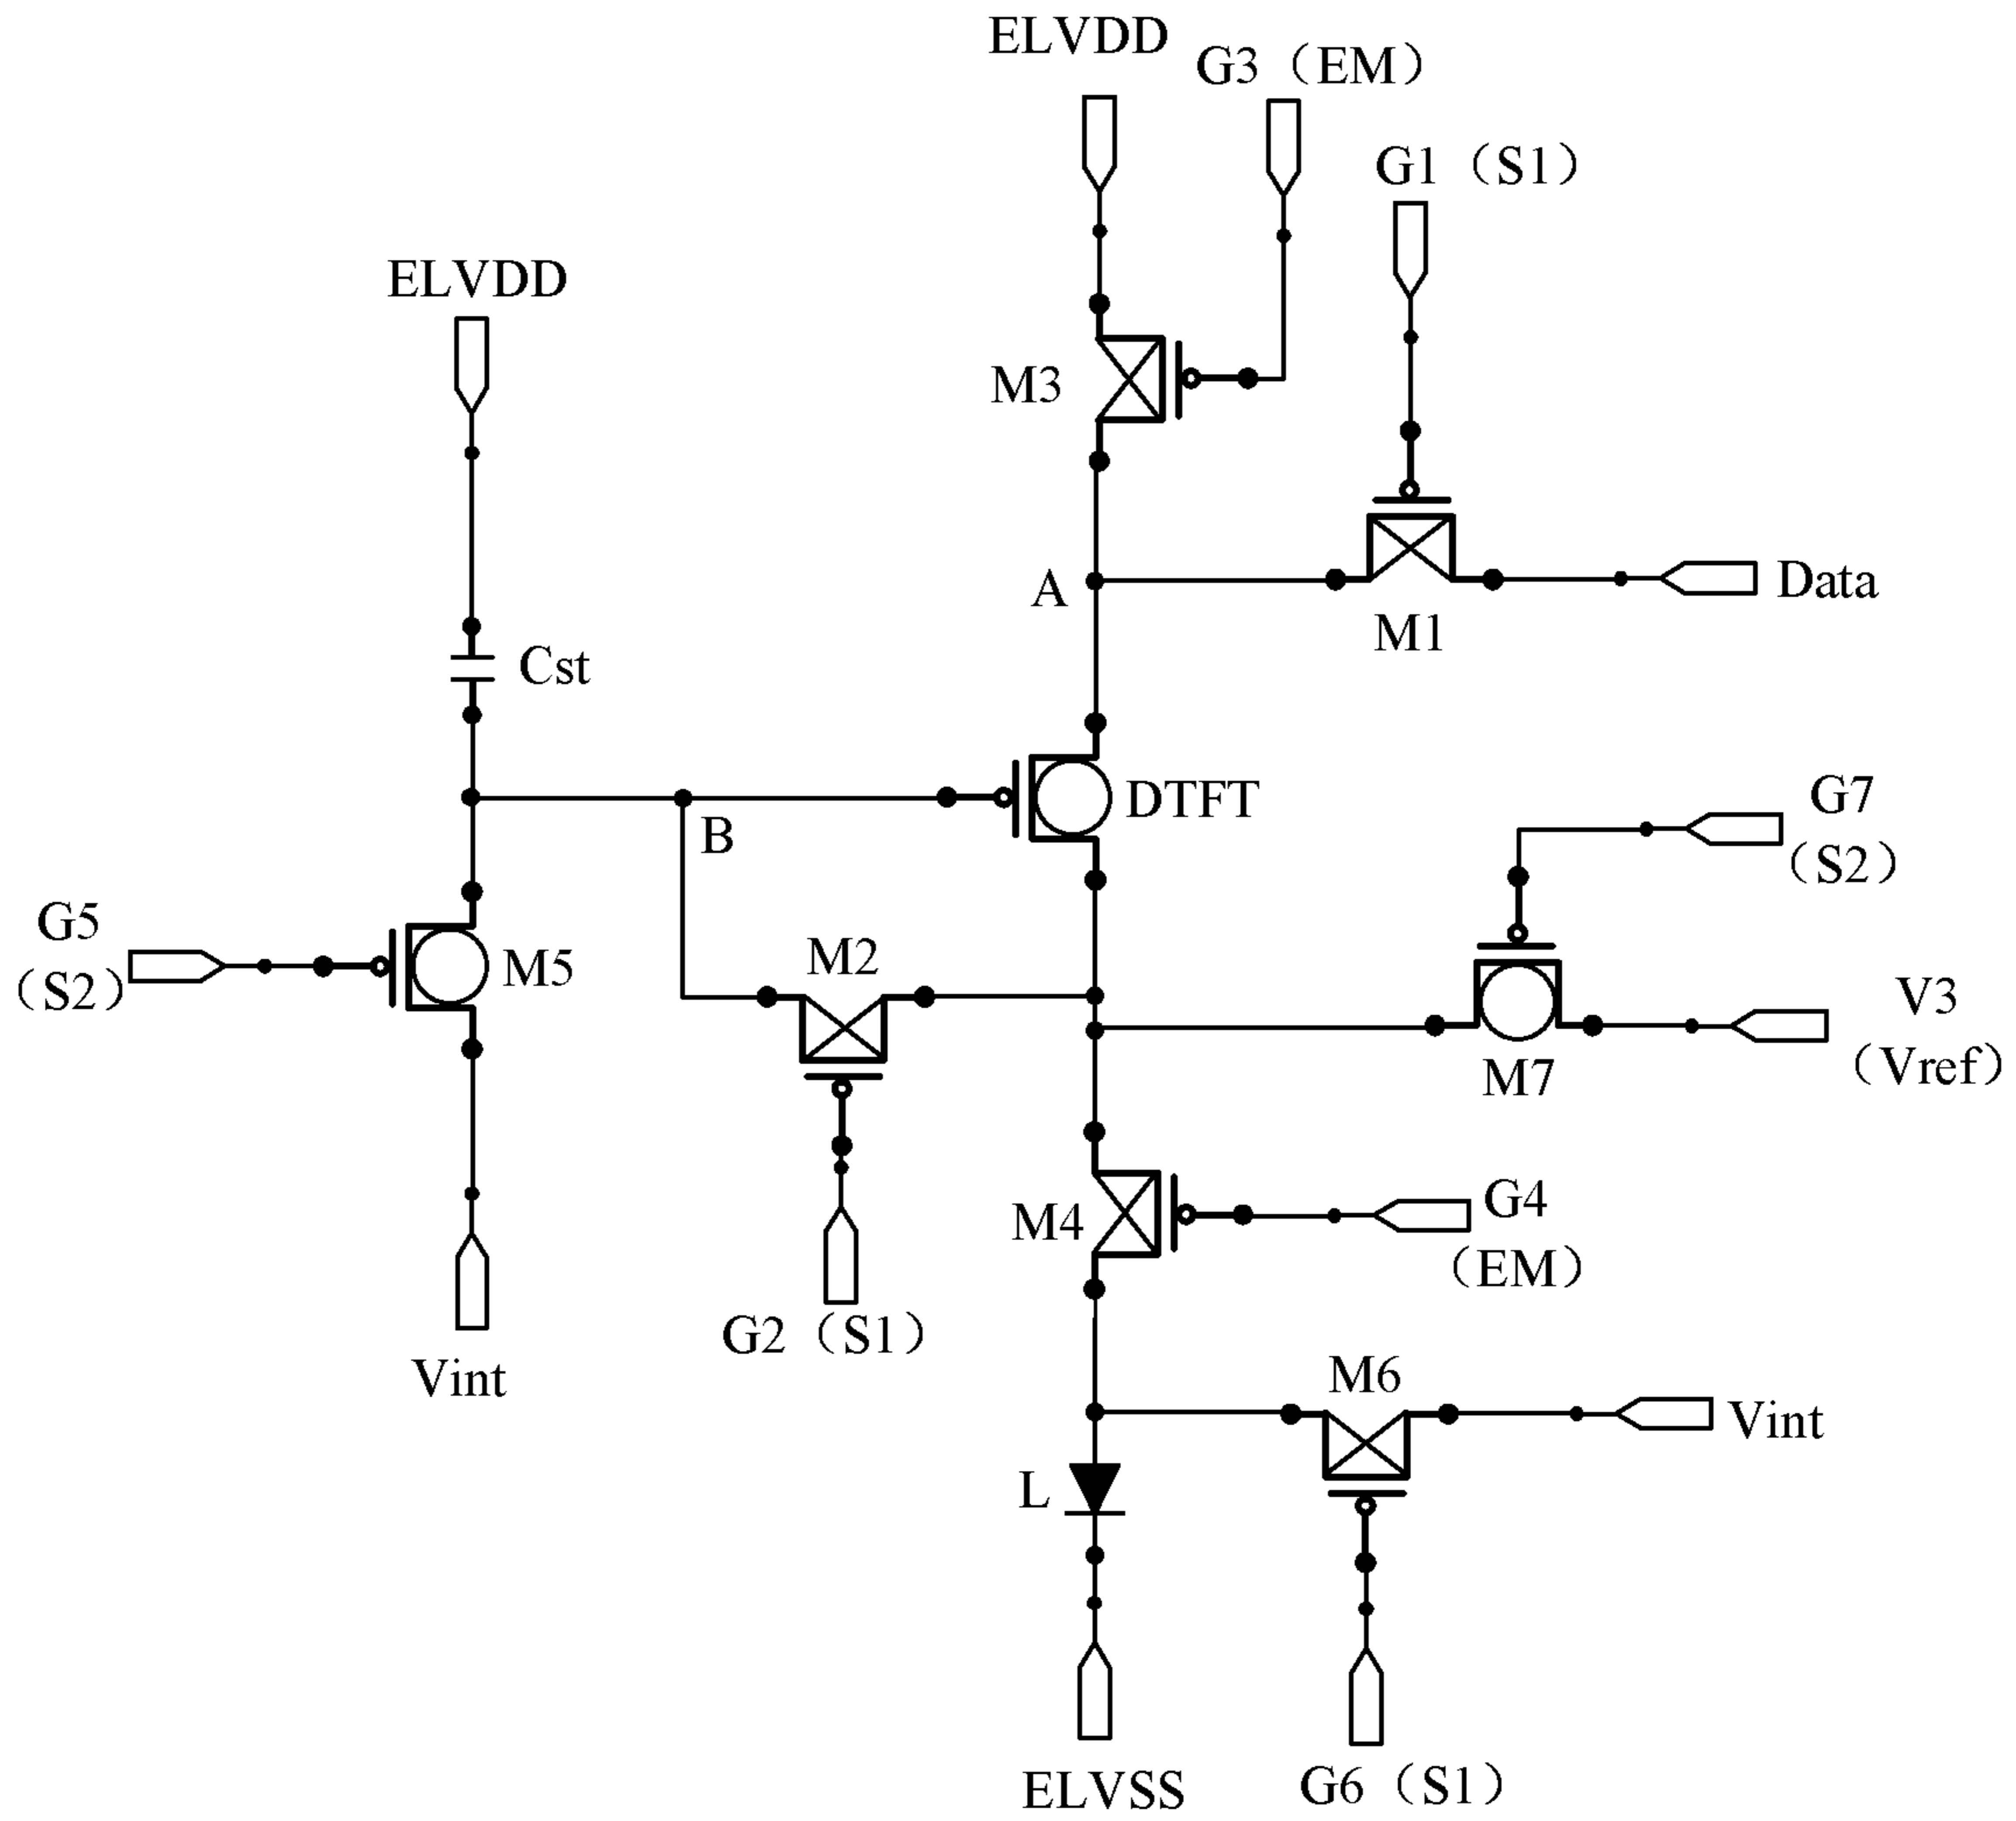 ELVDD
G3（EM）
G1（S1）
ELVDD
M3
A
Data
M1
Cst
DTFT
B
G7
（S2）
G5
（S2）
M5
M2
V3
（Vref）
M7
M4
G4
（EM）
G2（S1）
Vint
M6
Vint
L
ELVSS
G6（S1）